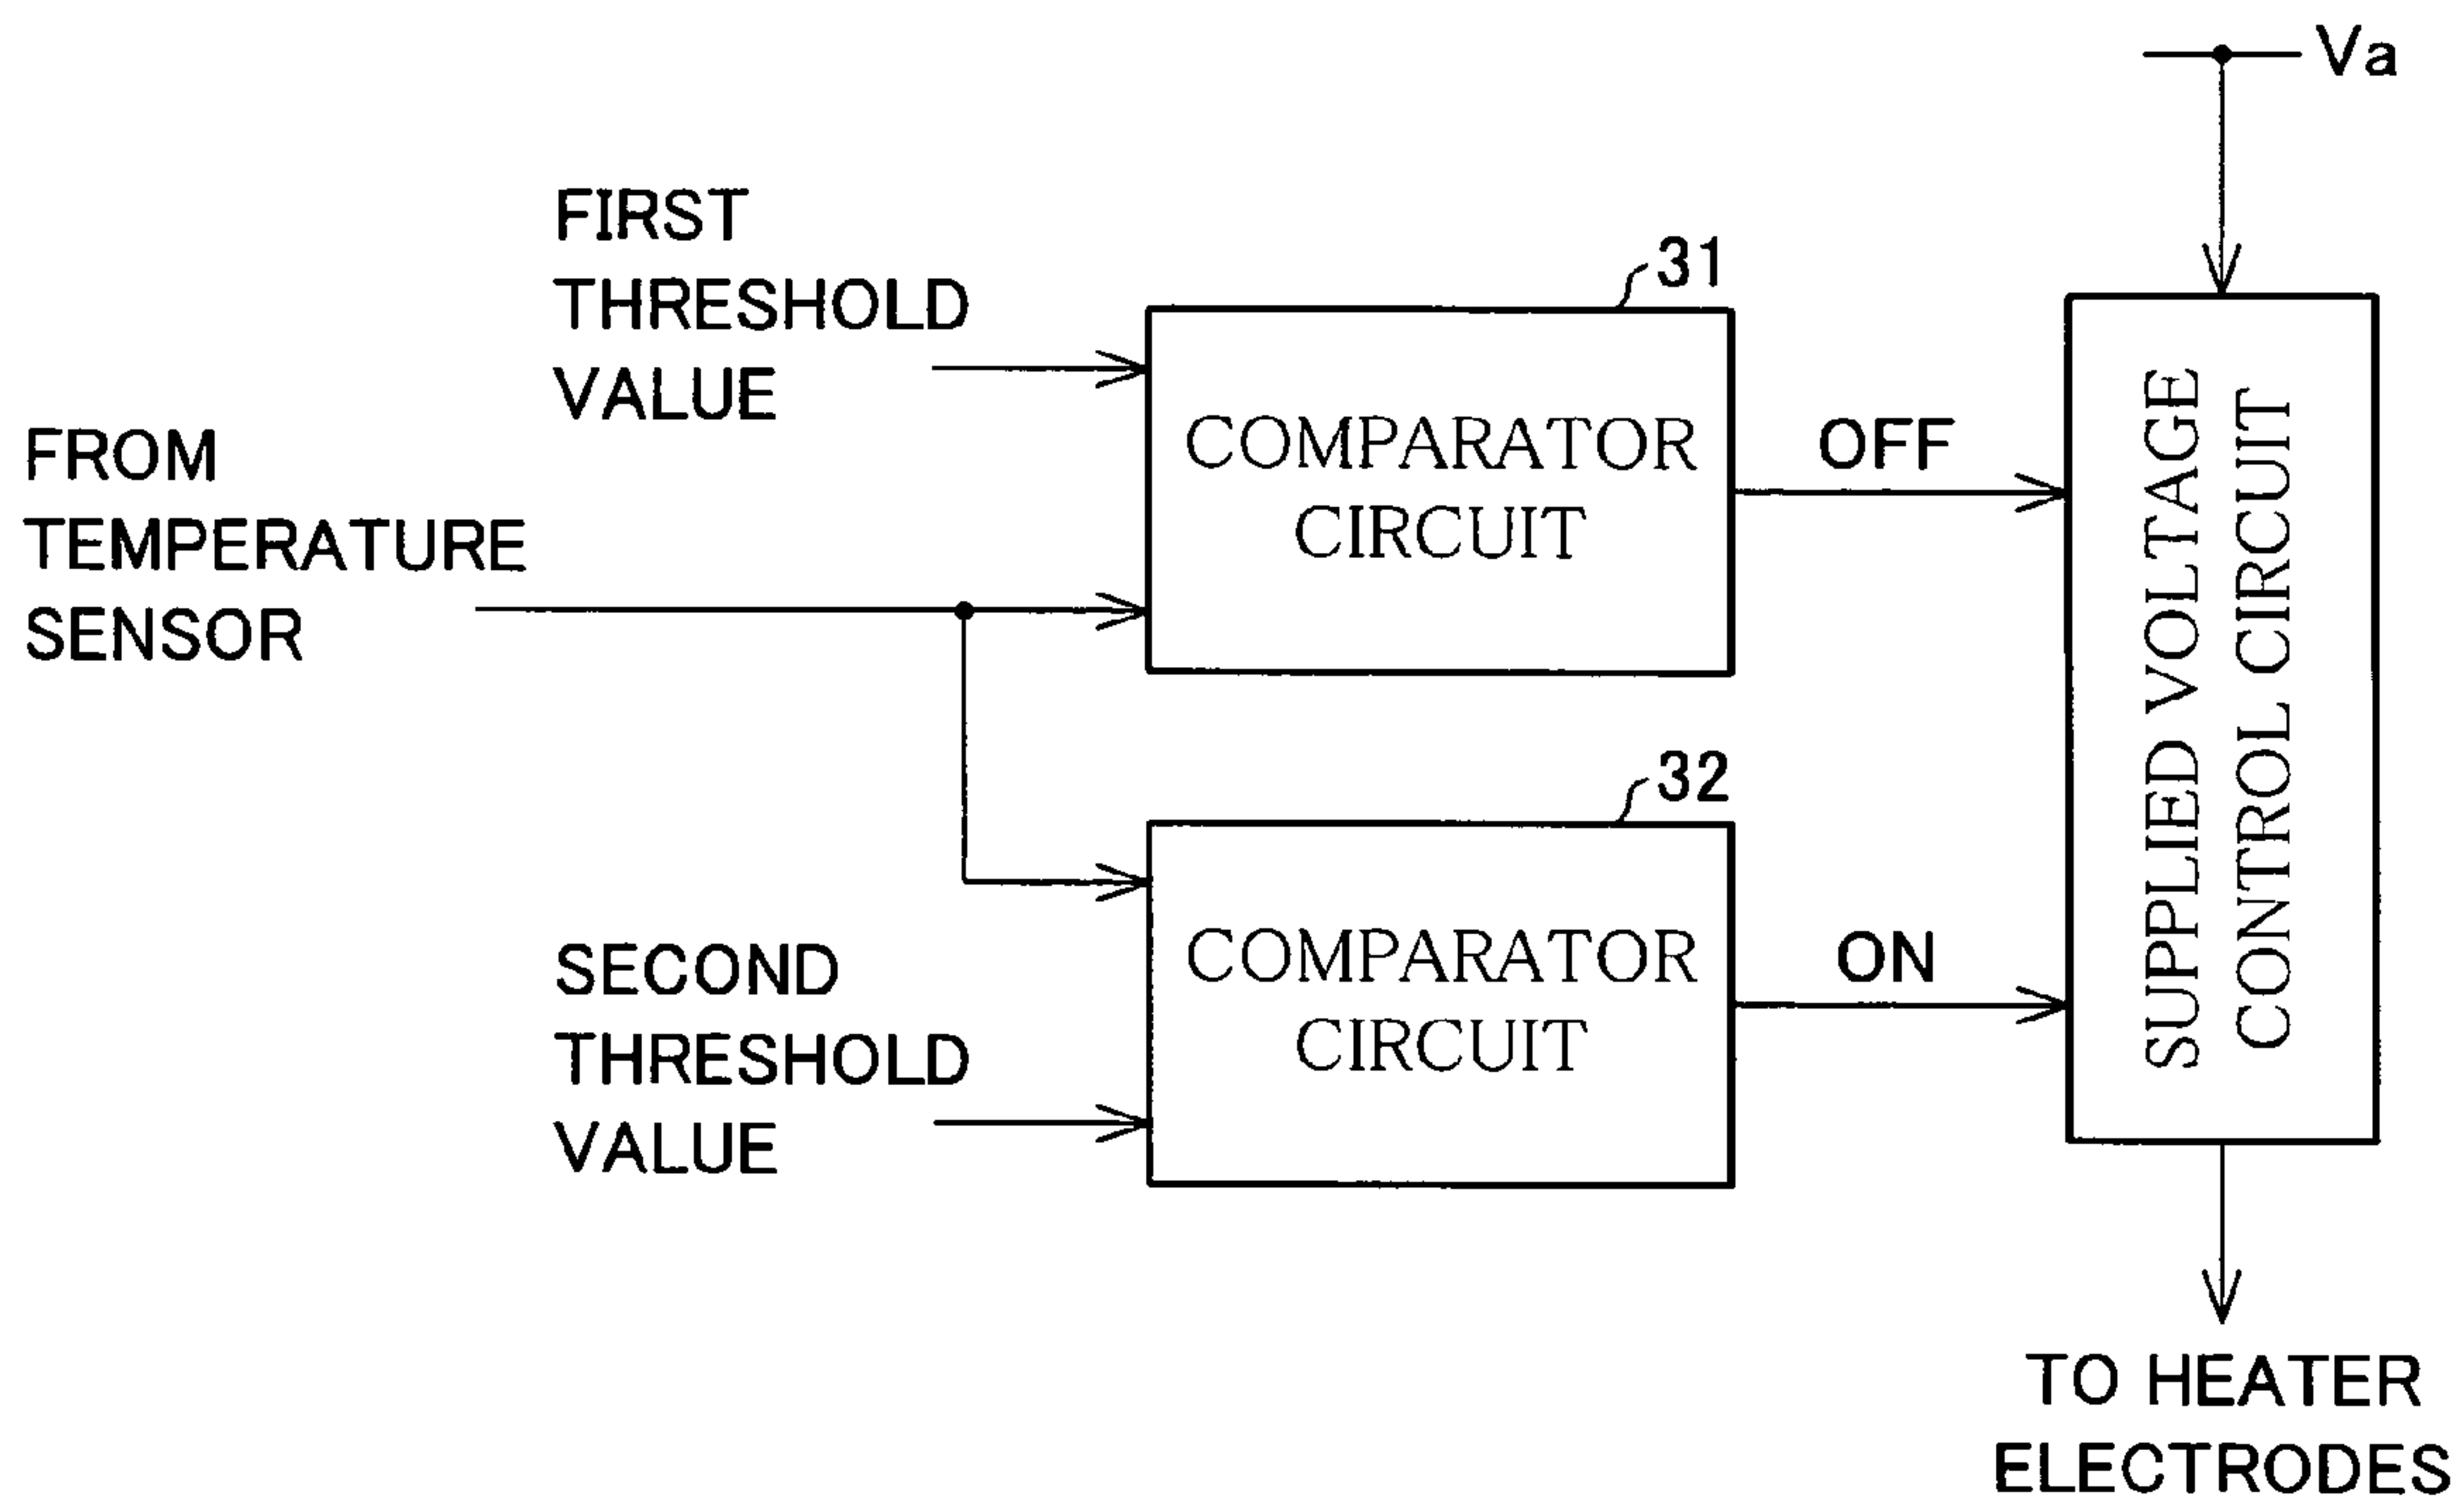 Va
FIRST
THRESHOLD
VALUE
31
FROM
TEMPERATURE
SENSOR
COMPARATOR
CIRCUIT
OFF
SUPPLIED VOLTAGE
CONTROL CIRCUIT
32
SECOND
THRESHOLD
VALUE
COMPARATOR
CIRCUIT
ON
TO HEATER
ELECTRODES